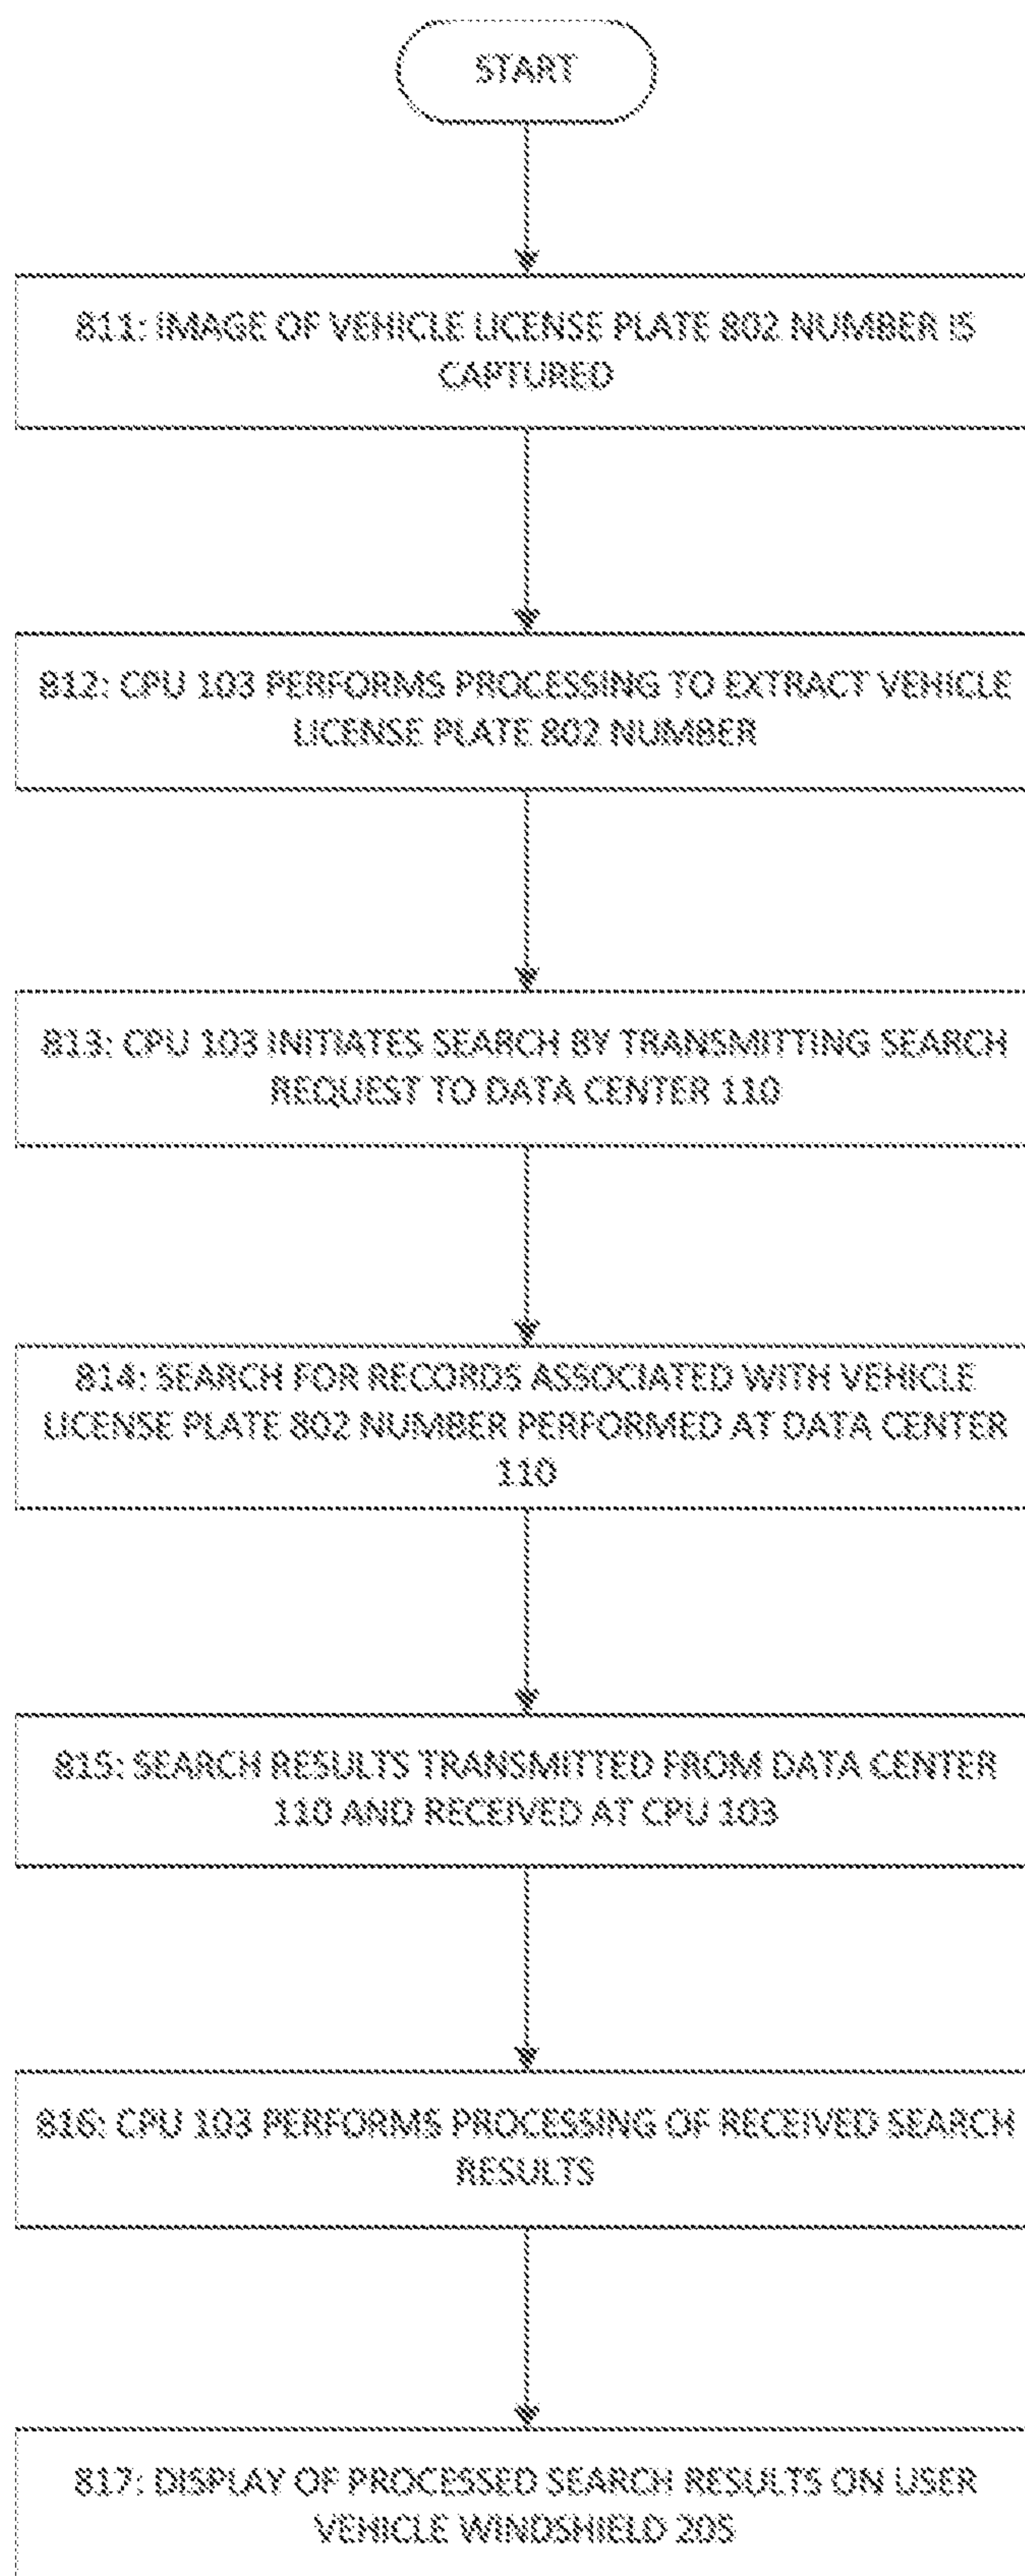 START
811: IMAGE OF VEHICLE LICENSE PLATE 802 NUMBER IS
CAPTURED
812: CPU 103 PERFORMS PROCESSING TO EXTRACT VEHICLE
LICENSE PLATE 802 NUMBER
813: CPU 103 INITIATES SEARCH BY TRANSMITTING SEARCH
REQUEST TO DATA CENTER 110
814: SEARCH FOR RECORDS ASSOCIATED WITH VEHICLE
LICENSE PLATE 802 NUMBER PERFORMED AT DATA CENTER
110
815: SEARCH RESULTS TRANSMITTED FROM DATA CENTER
110 AND RECEIVED AT CPU 103
816: CPU 103 PERFORMS PROCESSING OF RECEIVED SEARCH
RESULTS
817: DISPLAY OF PROCESSED SEARCH RESULTS ON USER
VEHICLE WINDSHIELD 205